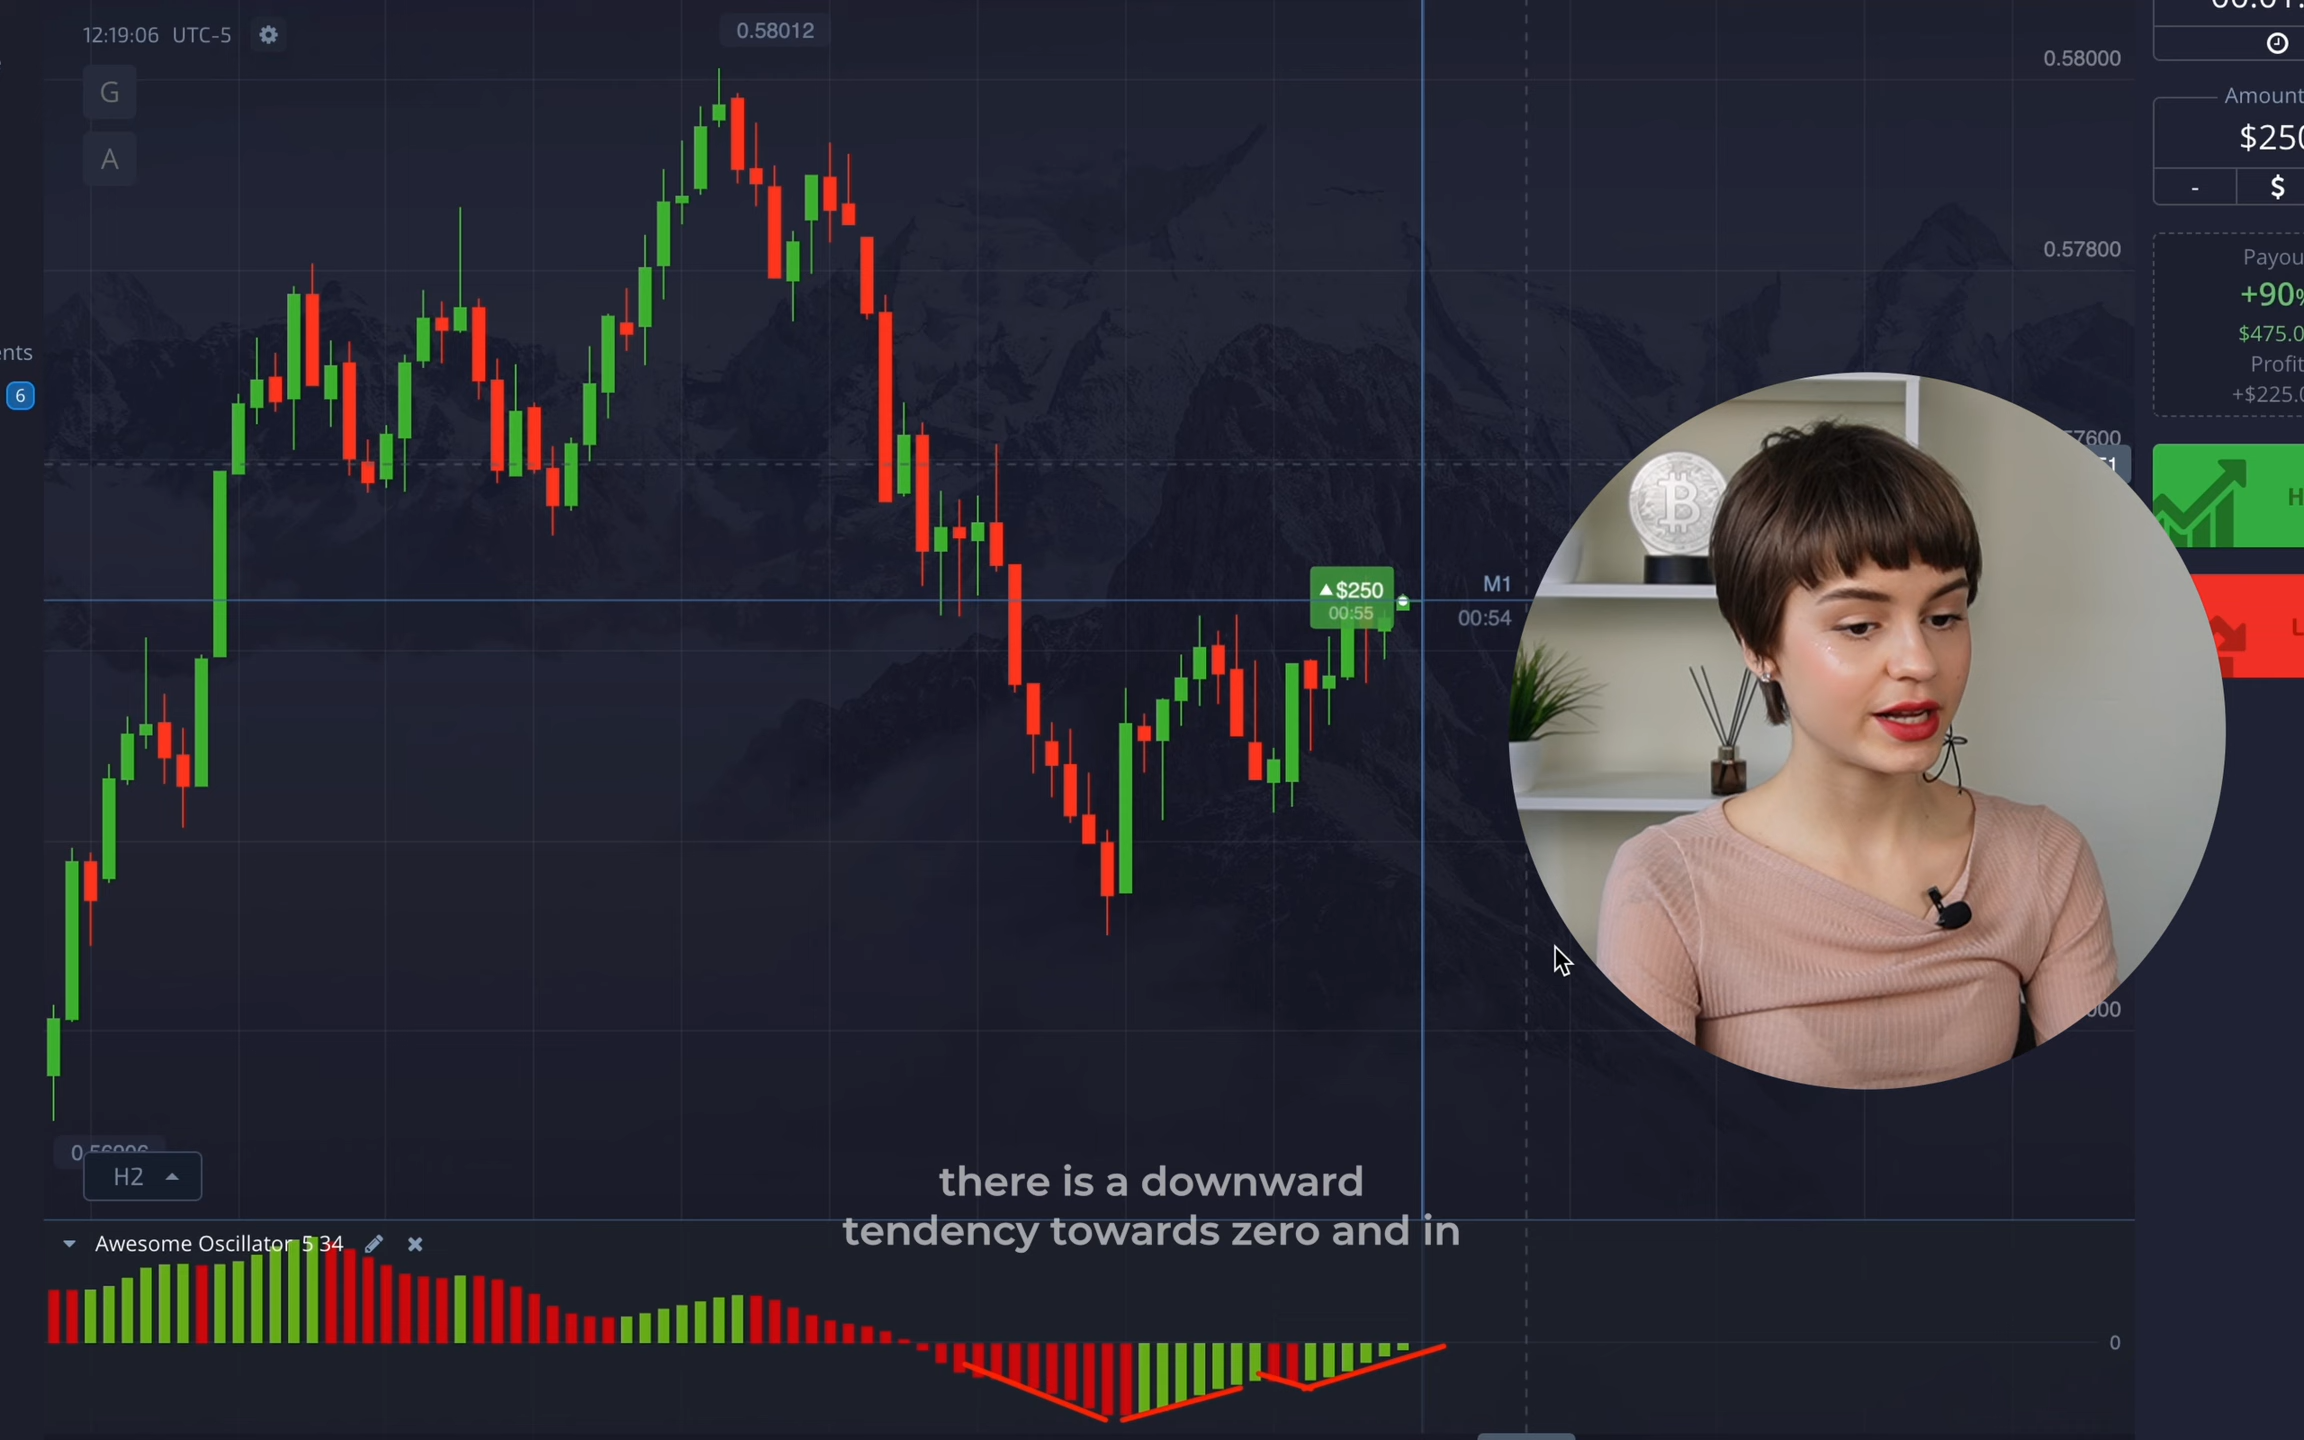 12:19:06 UTC-5
0.58012
0.58000
G
A
Amount
$250
- $
0.57800
+90%
$475.0
Profit
+$225.0
6
M1
$250
00:55
00:54
H2
there is a downward
tendency towards zero and in
Awesome Oscillator 5 34
0